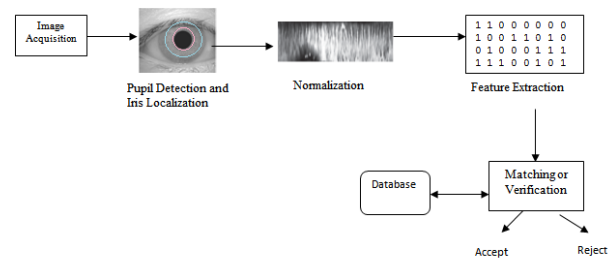 Image
Acquisition
Pupil Detection and
Iris Localization
Normalization
1 1 0 0 0 0 0 0
1 0 0 1 1 0 1 0
0 1 0 0 0 1 1 1
1 1 1 0 0 1 0 1
Feature Extraction
Matching or
Verification
Database
Accept
Reject